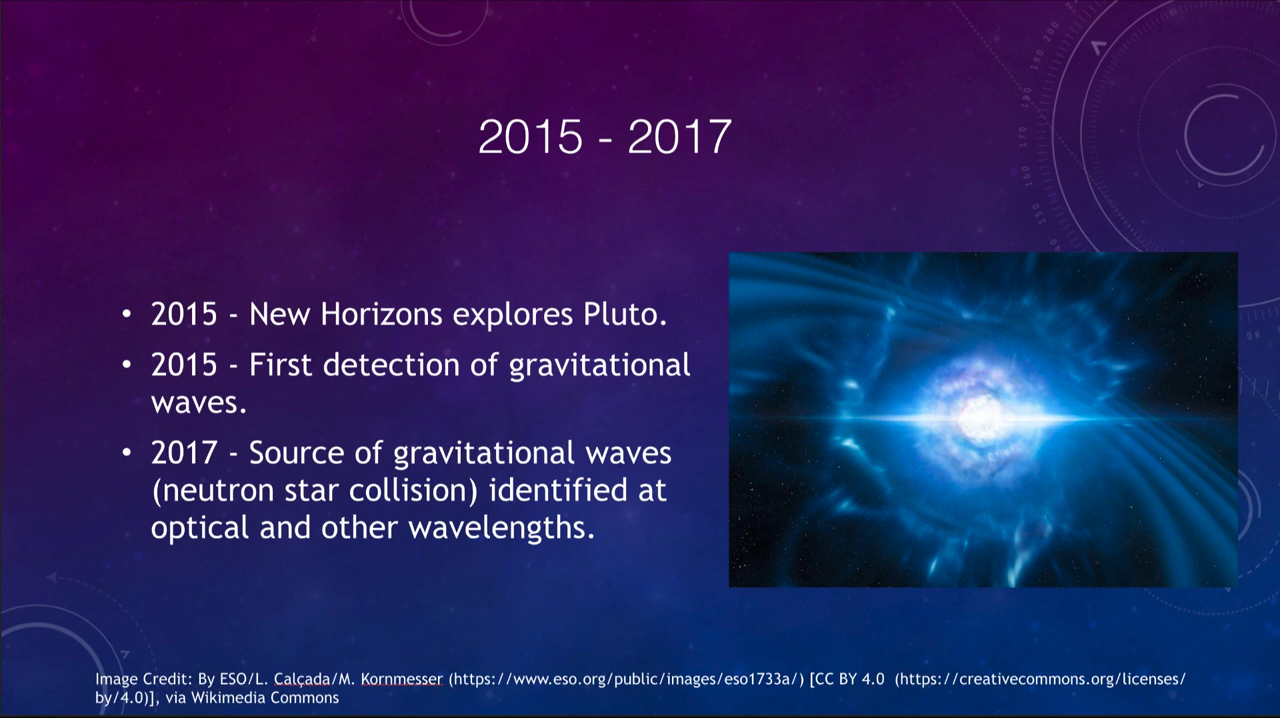 2015 - 2017
• 2015 - New Horizons explores Pluto.
• 2015 - First detection of gravitational
waves.
• 2017 - Source of gravitational waves
(neutron star collision) identified at
optical and other wavelengths.
Image Credit: By ESO/L. Calçada/M. Kornmesser (https://www.eso.org/public/images/eso1733a/) [CC BY 4.0 (https://creativecommons.org/licenses/
by/4.0)], via Wikimedia Commons